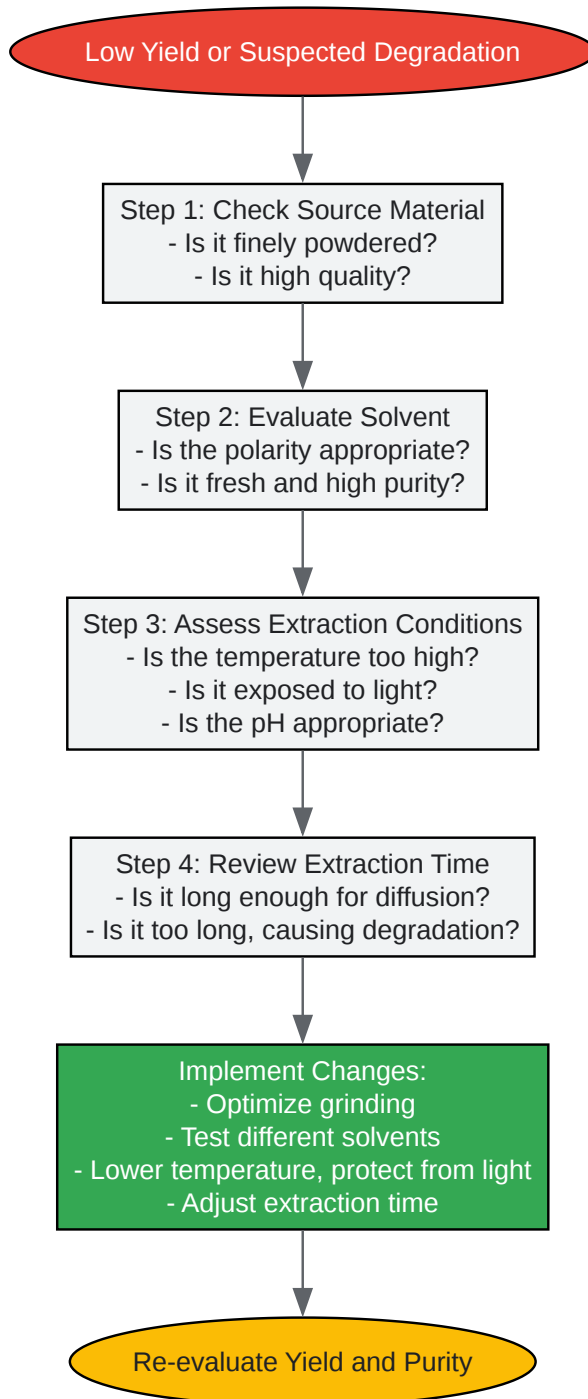 Low Yield or Suspected Degradation
Step 1: Check Source Material
- Is it finely powdered?
- Is it high quality?
Step 2: Evaluate Solvent
- Is the polarity appropriate?
- Is it fresh and high purity?
Step 3: Assess Extraction Conditions
- Is the temperature too high?
- Is it exposed to light?
- Is the pH appropriate?
Step 4: Review Extraction Time
- Is it long enough for diffusion?
- Is it too long, causing degradation?
Implement Changes:
- Optimize grinding
- Test different solvents
- Lower temperature, protect from light
- Adjust extraction time
Re-evaluate Yield and Purity